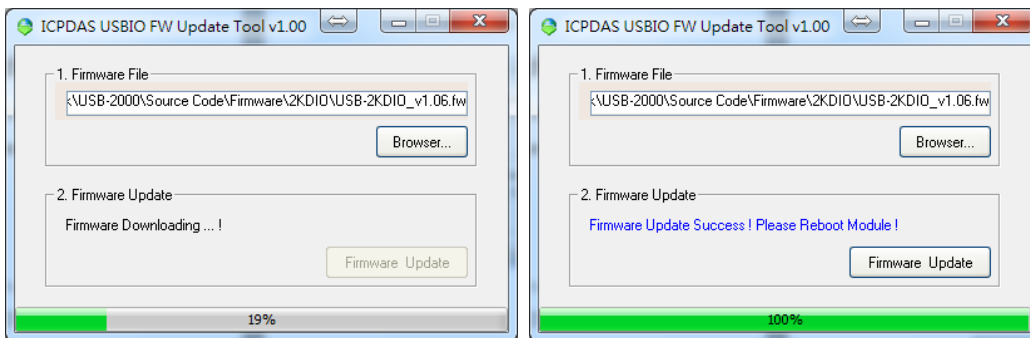 ICPDAS USBIO FW Update Tool v1.00
1. Firmware File
k\USB-2000\Source Code\Firmware\2KDIO\USB-2KDIO_v1.06.fw
Browser...
2. Firmware Update
Firmware Downloading ... !
Firmware Update
19%
ICPDAS USBIO FW Update Tool v1.00
1. Firmware File
k\USB-2000\Source Code\Firmware\2KDIO\USB-2KDIO_v1.06.fw
Browser...
2. Firmware Update
Firmware Update Success ! Please Reboot Module !
Firmware Update
100%